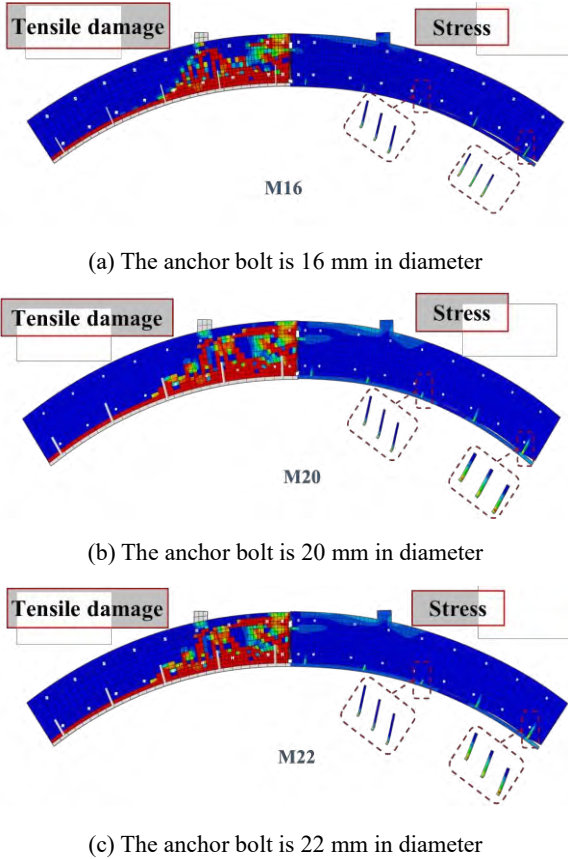 Tensile damage
Stress
M16
(a) The anchor bolt is 16 mm in diameter
Tensile damage
Stress
M20
(b) The anchor bolt is 20 mm in diameter
Tensile damage
Stress
M22
(c) The anchor bolt is 22 mm in diameter